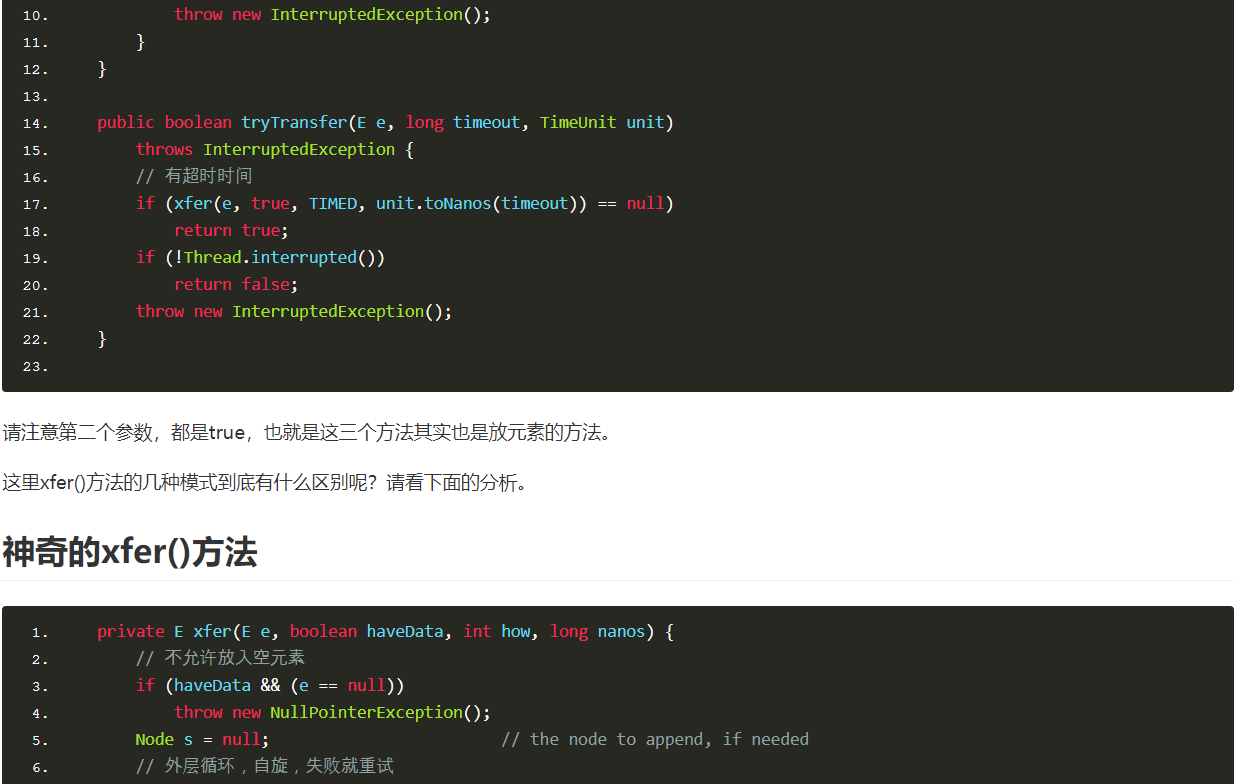 10.             throw new InterruptedException();
11.         }
12.     }
13.
14.     public boolean tryTransfer(E e, long timeout, TimeUnit unit)
15.         throws InterruptedException {
16.         // 有超时时间
17.         if (xfer(e, true, TIMED, unit.toNanos(timeout)) == null)
18.             return true;
19.         if (!Thread.interrupted())
20.             return false;
21.         throw new InterruptedException();
22.     }
23.
请注意第二个参数，都是true，也就是这三个方法其实也是放元素的方法。
这里xfer()方法的几种模式到底有什么区别呢？请看下面的分析。
神奇的xfer()方法
1.     private E xfer(E e, boolean haveData, int how, long nanos) {
2.         // 不允许放入空元素
3.         if (haveData && (e == null))
4.             throw new NullPointerException();
5.         Node s = null;                        // the node to append, if needed
6.         // 外层循环，自旋，失败就重试